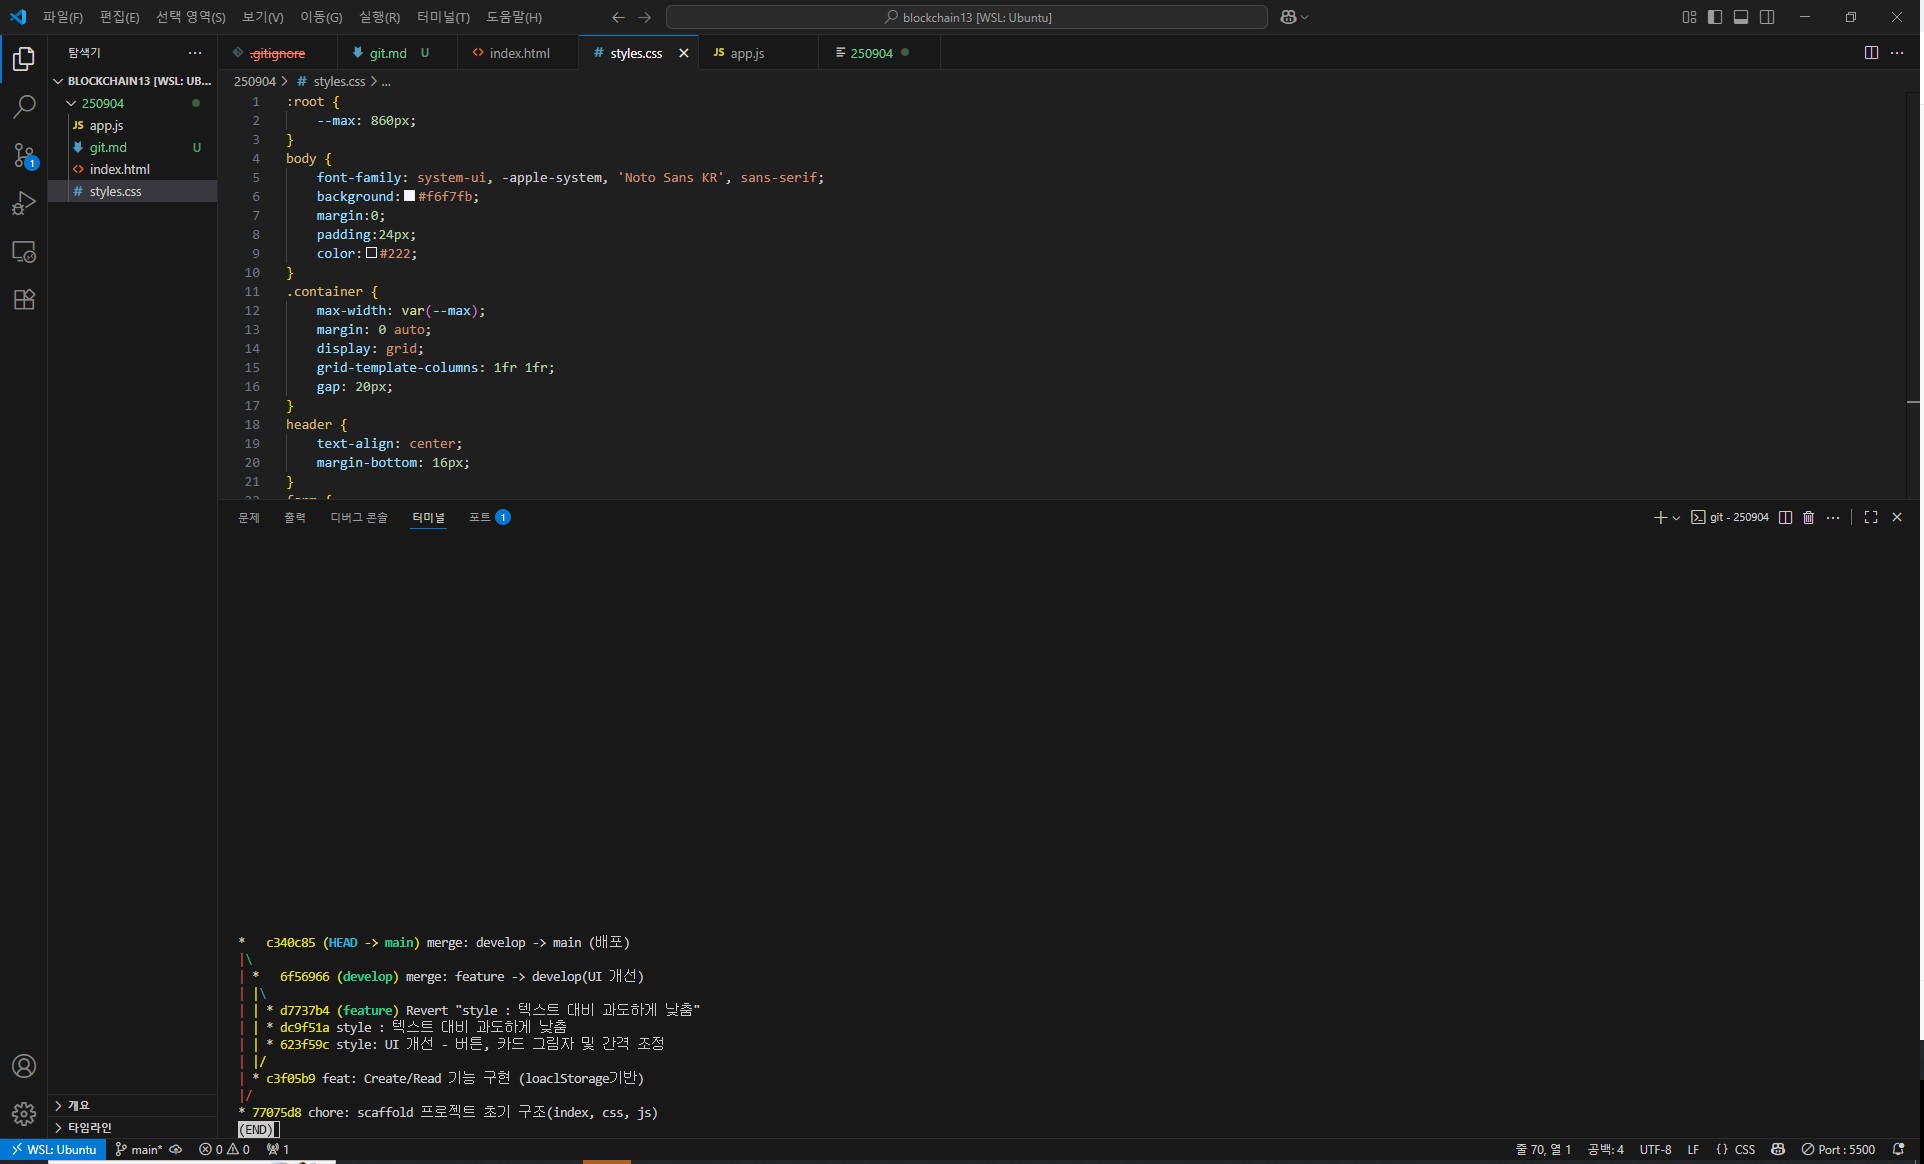 파일(F) 편집(E) 선택 영역(S) 보기(V) 이동(G) 실행(R) 터미널(T) 도움말(H)
blockchain13 [WSL: Ubuntu]
탐색기
.gitignore
git.md U
index.html
# styles.css
JS app.js
250904
BLOCKCHAIN13 [WSL: UB...
250904
JS app.js
git.md U
index.html
# styles.css
1
250904 > # styles.css > ...
1 :root {
2 --max: 860px;
3 }
4 body {
5 font-family: system-ui, -apple-system, 'Noto Sans KR', sans-serif;
6 background: #f6f7fb;
7 margin:0;
8 padding:24px;
9 color: #222;
10 }
11 .container {
12 max-width: var(--max);
13 margin: 0 auto;
14 display: grid;
15 grid-template-columns: 1fr 1fr;
16 gap: 20px;
17 }
18 header {
19 text-align: center;
20 margin-bottom: 16px;
21 }
문제 출력 디버그 콘솔 터미널 포트 1
git - 250904
* c340c85 (HEAD -> main) merge: develop -> main (배포)
|\
| * 6f56966 (develop) merge: feature -> develop(UI 개선)
| |\
| | * d7737b4 (feature) Revert "style : 텍스트 대비 과도하게 낮춤"
| | * dc9f51a style : 텍스트 대비 과도하게 낮춤
| | * 623f59c style: UI 개선 - 버튼, 카드 그림자 및 간격 조정
| |/
| * c3f05b9 feat: Create/Read 기능 구현 (loaclStorage기반)
|/
* 77075d8 chore: scaffold 프로젝트 초기 구조(index, css, js)
(END)
개요
타임라인
WSL: Ubuntu main* 0 0 1
줄 70, 열 1 공백: 4 UTF-8 LF {} CSS Port : 5500